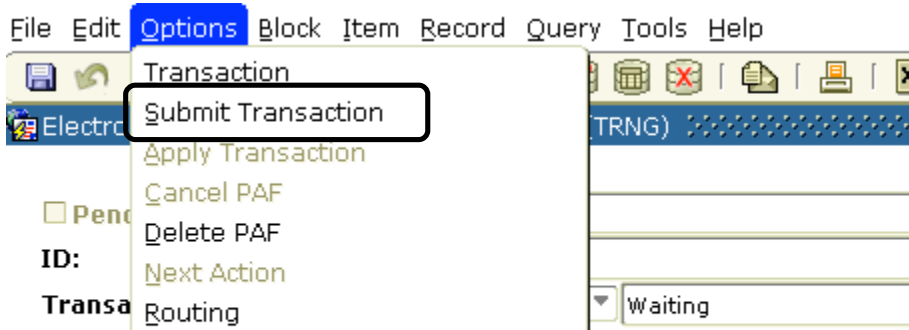 File Edit Options Block Item Record Query Tools Help
Transaction
Submit Transaction
Electro (TRNG)
Apply Transaction
Cancel PAF
Pend
Delete PAF
ID:
Next Action
Transa Waiting
Routing